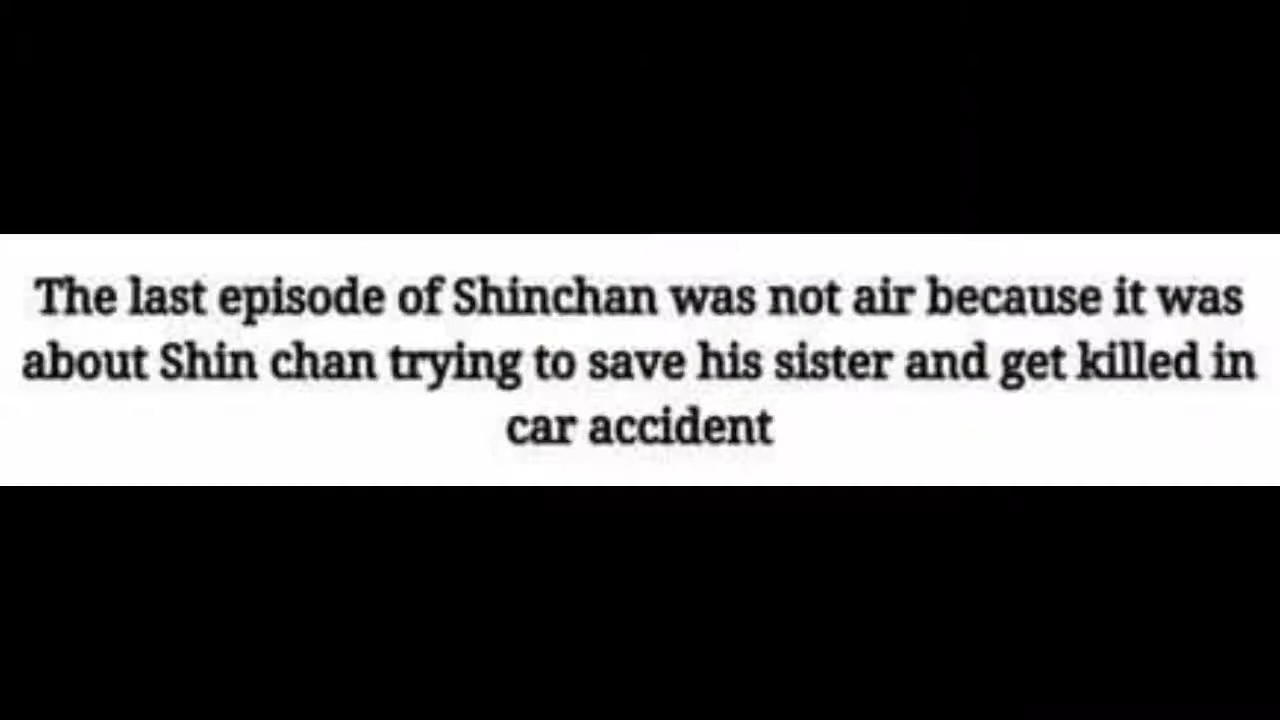 The last episode of Shinchan was not air because it was
about Shin chan trying to save his sister and get killed in
car accident